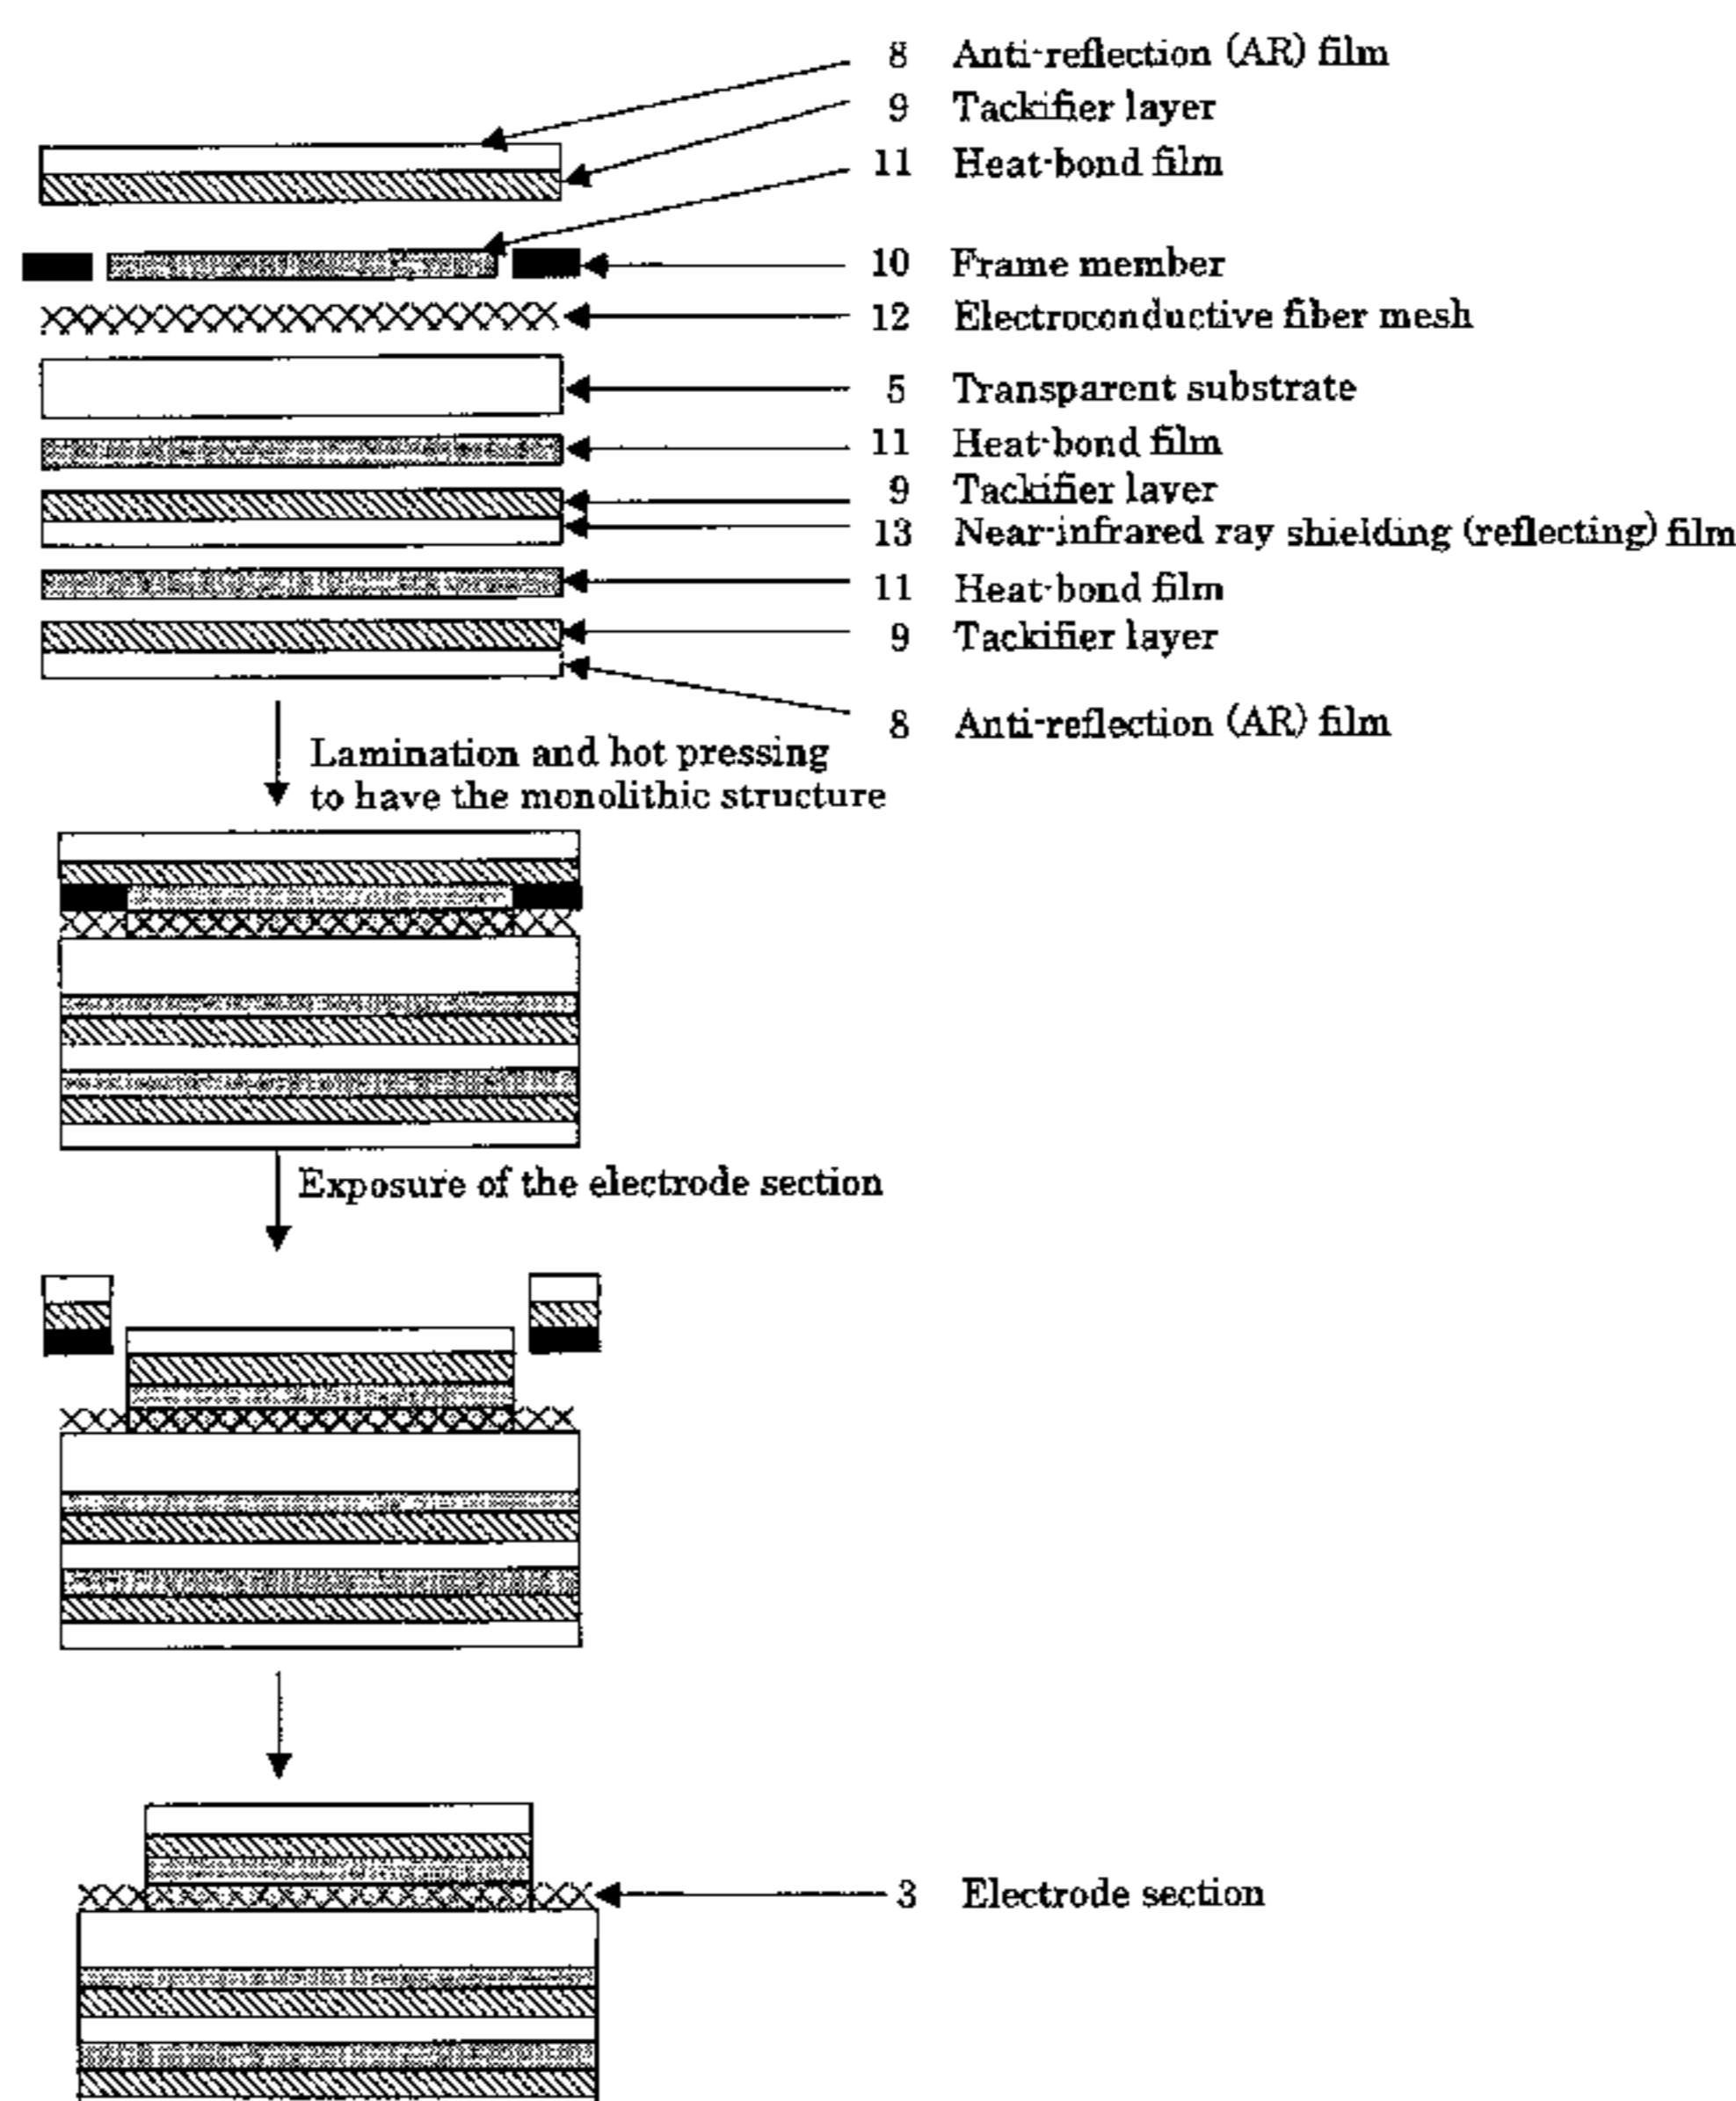 8 Anti-reflection (AR) film
9 Tackifier layer
11 Heat-bond film
10 Frame member
12 Electroconductive fiber mesh
5 Transparent substrate
11 Heat-bond film
9 Tackifier layer
13 Near-infrared ray shielding (reflecting) film
11 Heat-bond film
9 Tackifier layer
8 Anti-reflection (AR) film
Lamination and hot pressing
to have the monolithic structure
Exposure of the electrode section
3 Electrode section